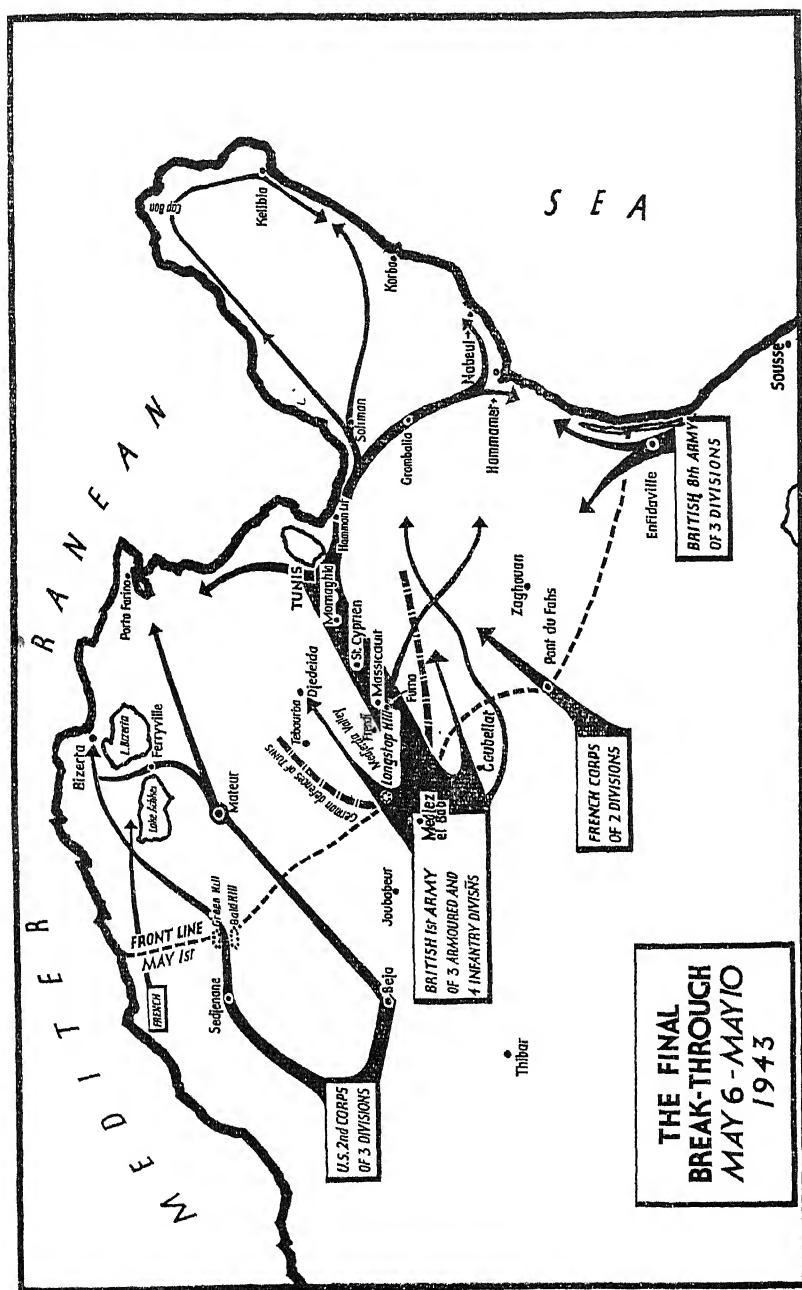 MEDITERRANEAN
SEA
Cap Bon
Kelibia
Korba
Nabeul
Hammamet
Soliman
Grombalia
Hammon Lif
TUNIS
Porto Farino
Bizerta
L. Bizerta
Ferryville
Lake Achkel
Mateur
FRENCH
FRONT LINE
MAY 1st
Green Hill
Bald Hill
Sedjenane
U.S. 2nd CORPS
OF 3 DIVISIONS
Beja
Thibar
German defences of TUNIS
Tebourba
Djedeida
Medjerda Valley
Longstop Hill
Momaghlia
St. Cyprien
Massicault
Furna
Medjez
el Bab
Goubellat
BRITISH 1st ARMY
OF 3 ARMOURED AND
4 INFANTRY DIVISNS
Zaghouan
Pont du Fahs
FRENCH CORPS
OF 2 DIVISIONS
Enfidaville
BRITISH 8th ARMY
OF 3 DIVISIONS
Sousse
THE FINAL
BREAK-THROUGH
MAY 6 - MAY 10
1943